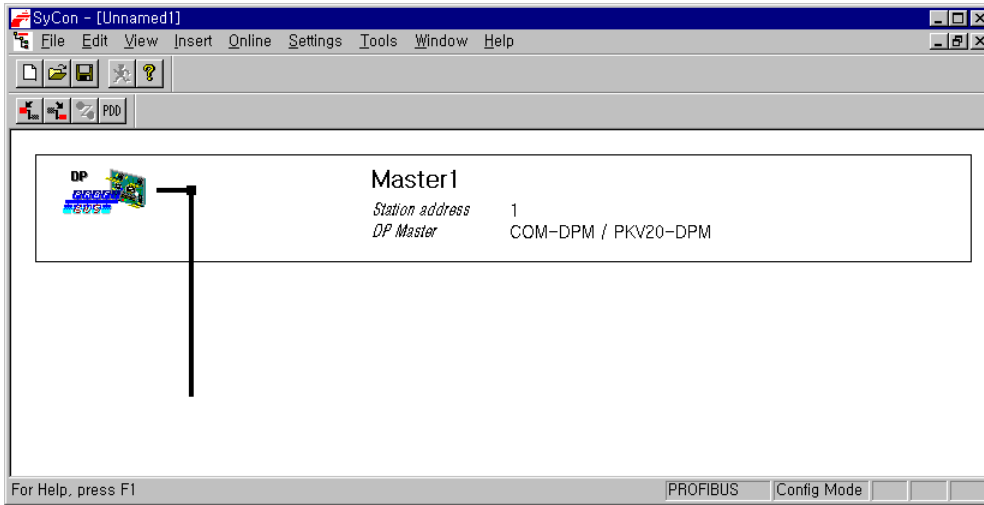 SyCon - [Unnamed1]
File Edit View Insert Online Settings Tools Window Help
PDD
DP
BUS
Master1
Station address 1
DP Master COM-DPM / PKV20-DPM
For Help, press F1 PROFIBUS Config Mode